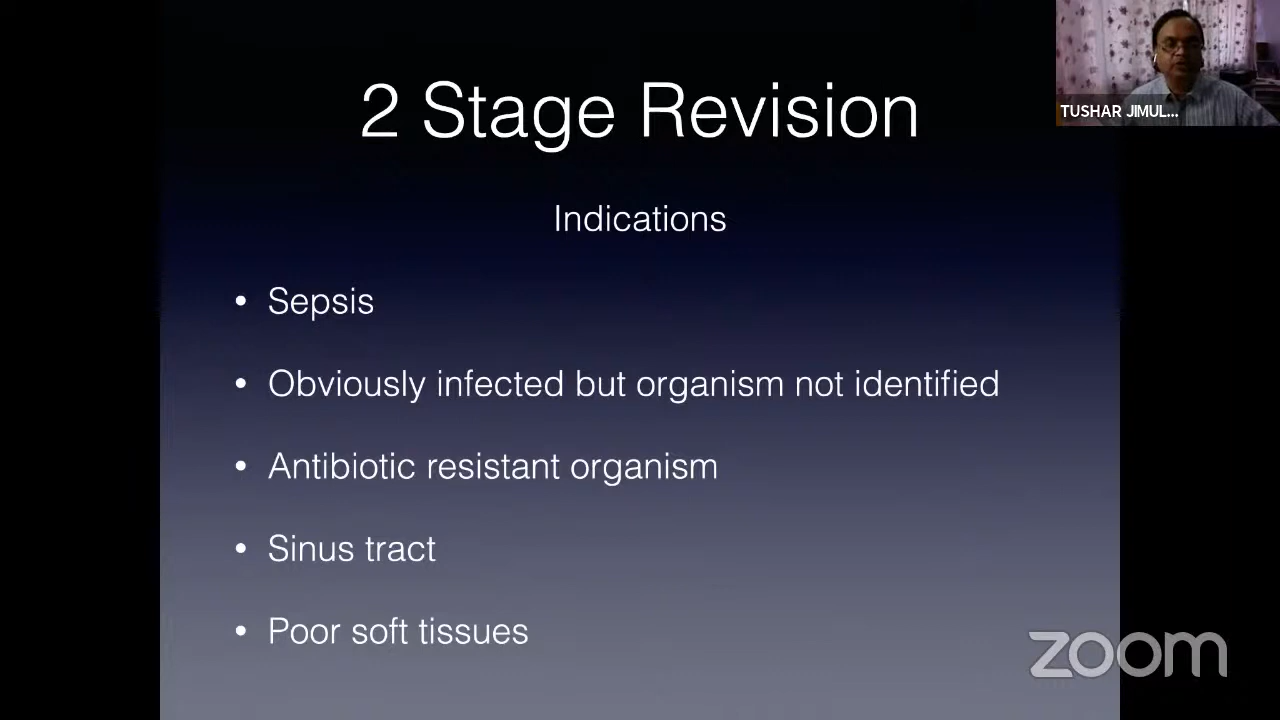 2 Stage Revision
TUSHAR JIMUL...
Indications
• Sepsis
• Obviously infected but organism not identified
• Antibiotic resistant organism
• Sinus tract
• Poor soft tissues
zoom